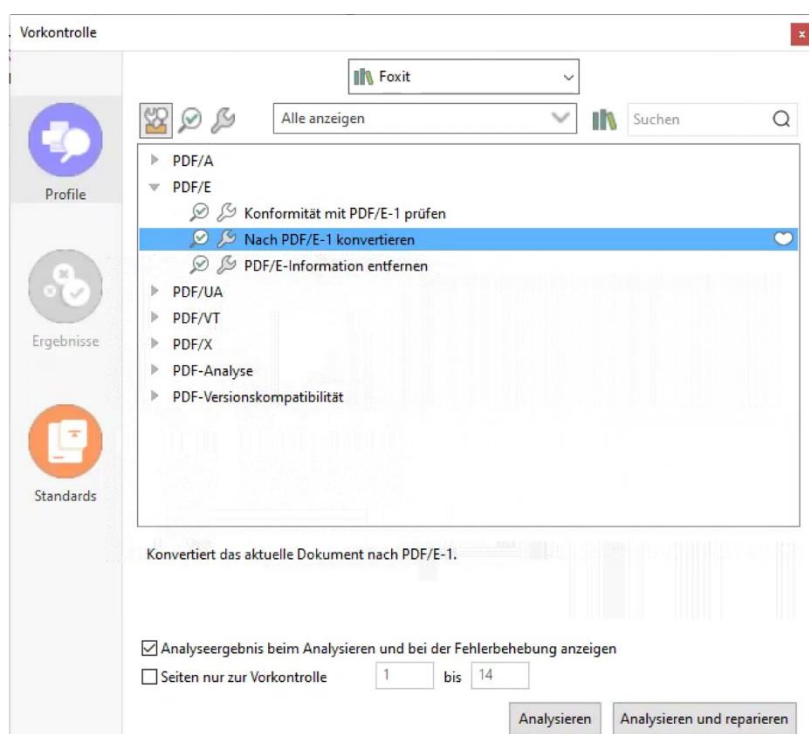 Vorkontrolle
Foxit
Alle anzeigen
Suchen
Profile
Ergebnisse
Standards
PDF/A
PDF/E
Konformität mit PDF/E-1 prüfen
Nach PDF/E-1 konvertieren
PDF/E-Information entfernen
PDF/UA
PDF/VT
PDF/X
PDF-Analyse
PDF-Versionskompatibilität
Konvertiert das aktuelle Dokument nach PDF/E-1.
Analyseergebnis beim Analysieren und bei der Fehlerbehebung anzeigen
Seiten nur zur Vorkontrolle 1 bis 14
Analysieren Analysieren und reparieren